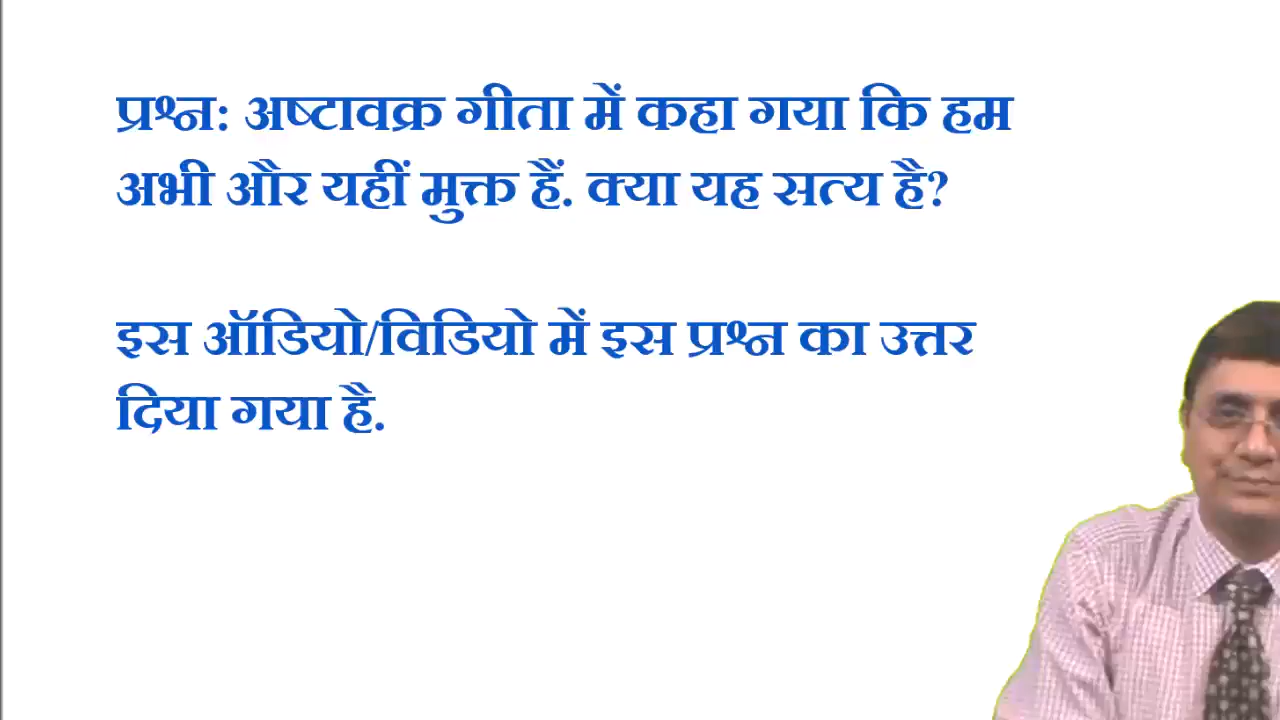 प्रश्न: अष्टावक्र गीता में कहा गया कि हम
अभी और यहीं मुक्त हैं. क्या यह सत्य है?
इस ऑडियो/विडियो में इस प्रश्न का उत्तर
दिया गया है.